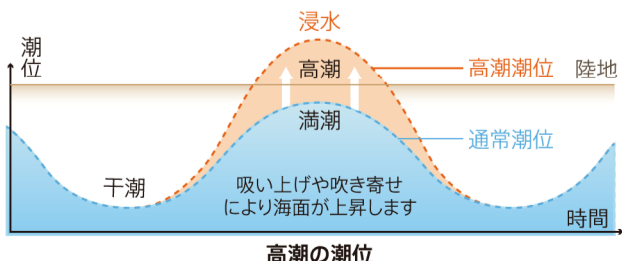 浸水
潮位
高潮
高潮潮位
陸地
満潮
通常潮位
干潮
吸い上げや吹き寄せ
により海面が上昇します
時間
高潮の潮位